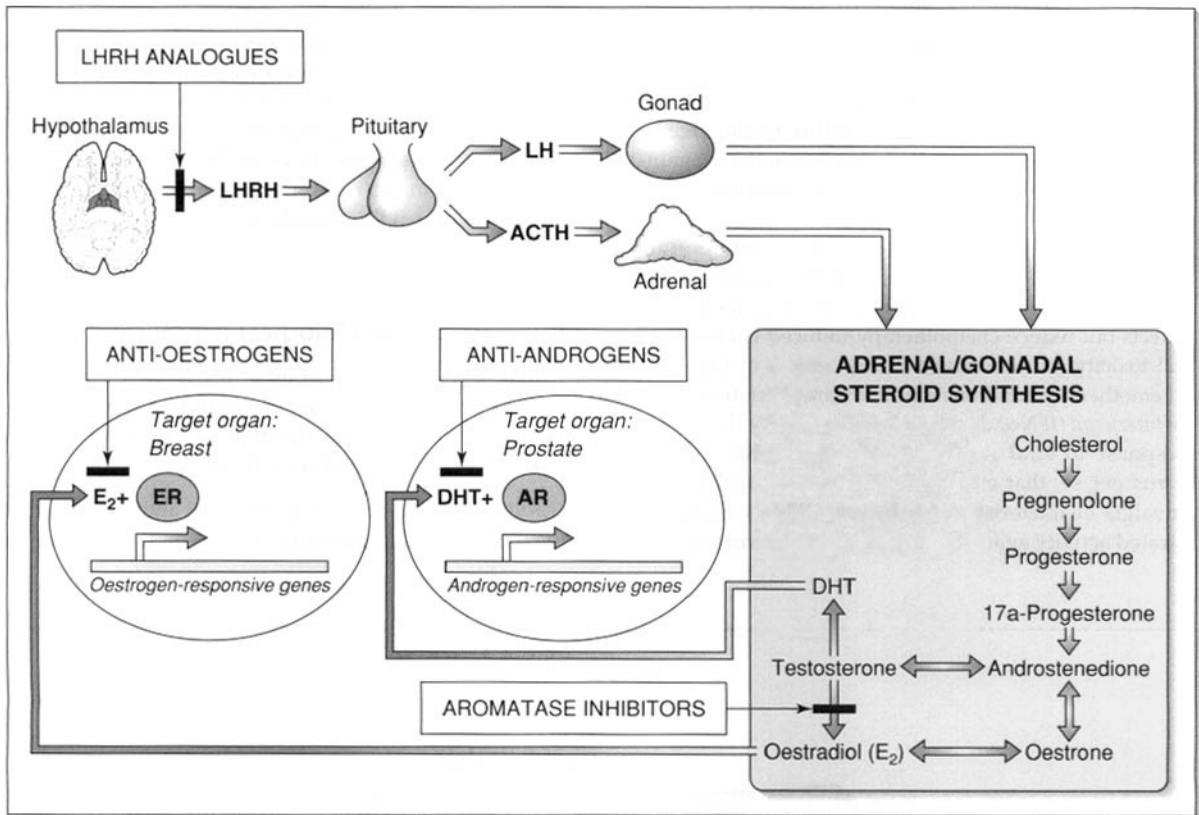 LHRH ANALOGUES
Hypothalamus
Pituitary
Gonad
LH
LHRH
ACTH
Adrenal
ANTI-OESTROGENS
ANTI-ANDROGENS
ADRENAL/GONADAL
STEROID SYNTHESIS
Target organ:
Breast
Target organ:
Prostate
E₂+ ER
DHT+ AR
Oestrogen-responsive genes
Androgen-responsive genes
Cholesterol
Pregnenolone
Progesterone
DHT
17a-Progesterone
Testosterone
Androstenedione
AROMATASE INHIBITORS
Oestradiol (E₂)
Oestrone